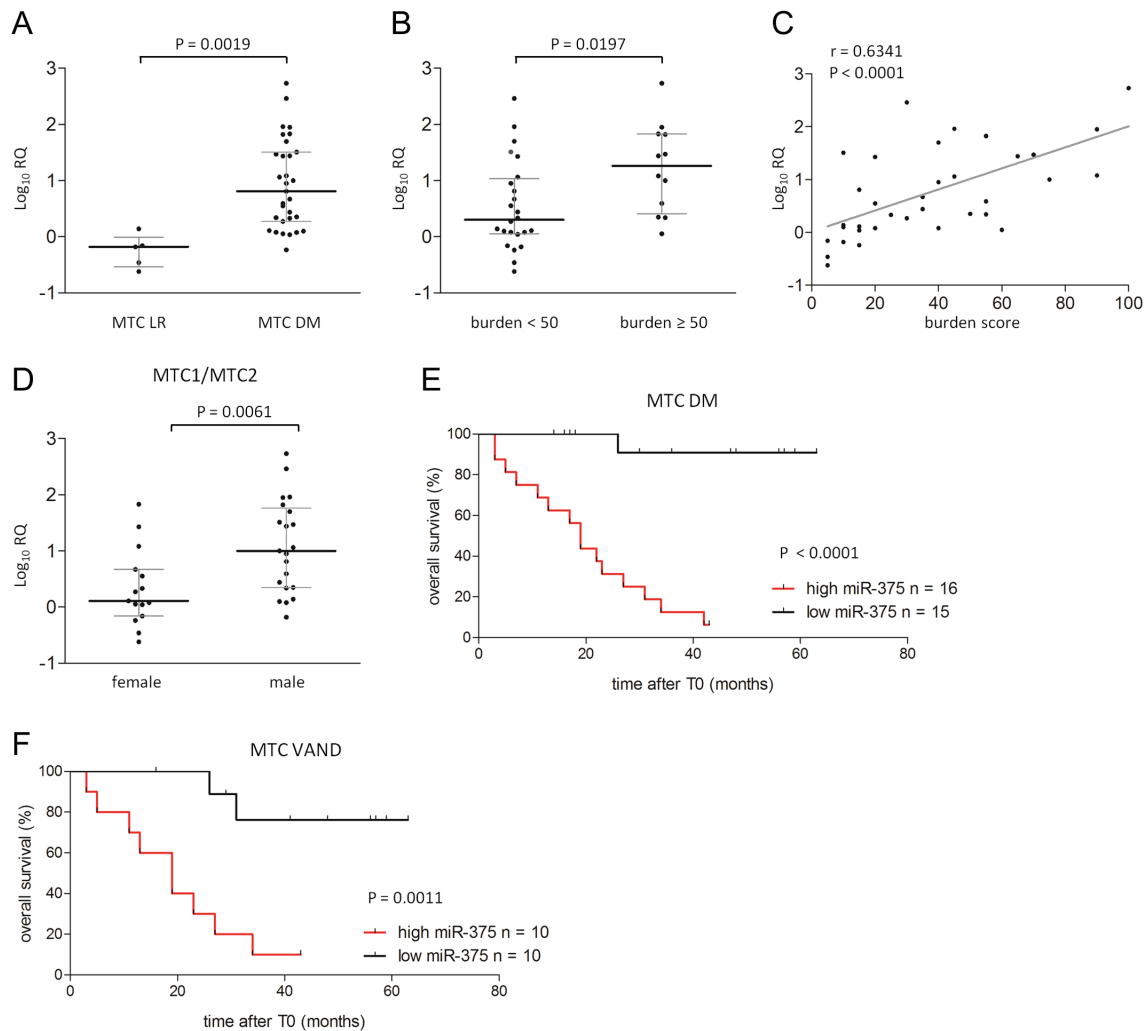 A
P = 0.0019
3
2
1
0
-1
Log10 RQ
MTC LR
MTC DM
B
P = 0.0197
3
2
1
0
-1
Log10 RQ
burden < 50
burden ≥ 50
C
r = 0.6341
P < 0.0001
3
2
1
0
-1
Log10 RQ
0 20 40 60 80 100
burden score
D
MTC1/MTC2
P = 0.0061
3
2
1
0
-1
Log10 RQ
female
male
E
MTC DM
100
80
60
40
20
0
overall survival (%)
P < 0.0001
high miR-375 n = 16
low miR-375 n = 15
0 20 40 60 80
time after T0 (months)
F
MTC VAND
100
80
60
40
20
0
overall survival (%)
P = 0.0011
high miR-375 n = 10
low miR-375 n = 10
0 20 40 60 80
time after T0 (months)